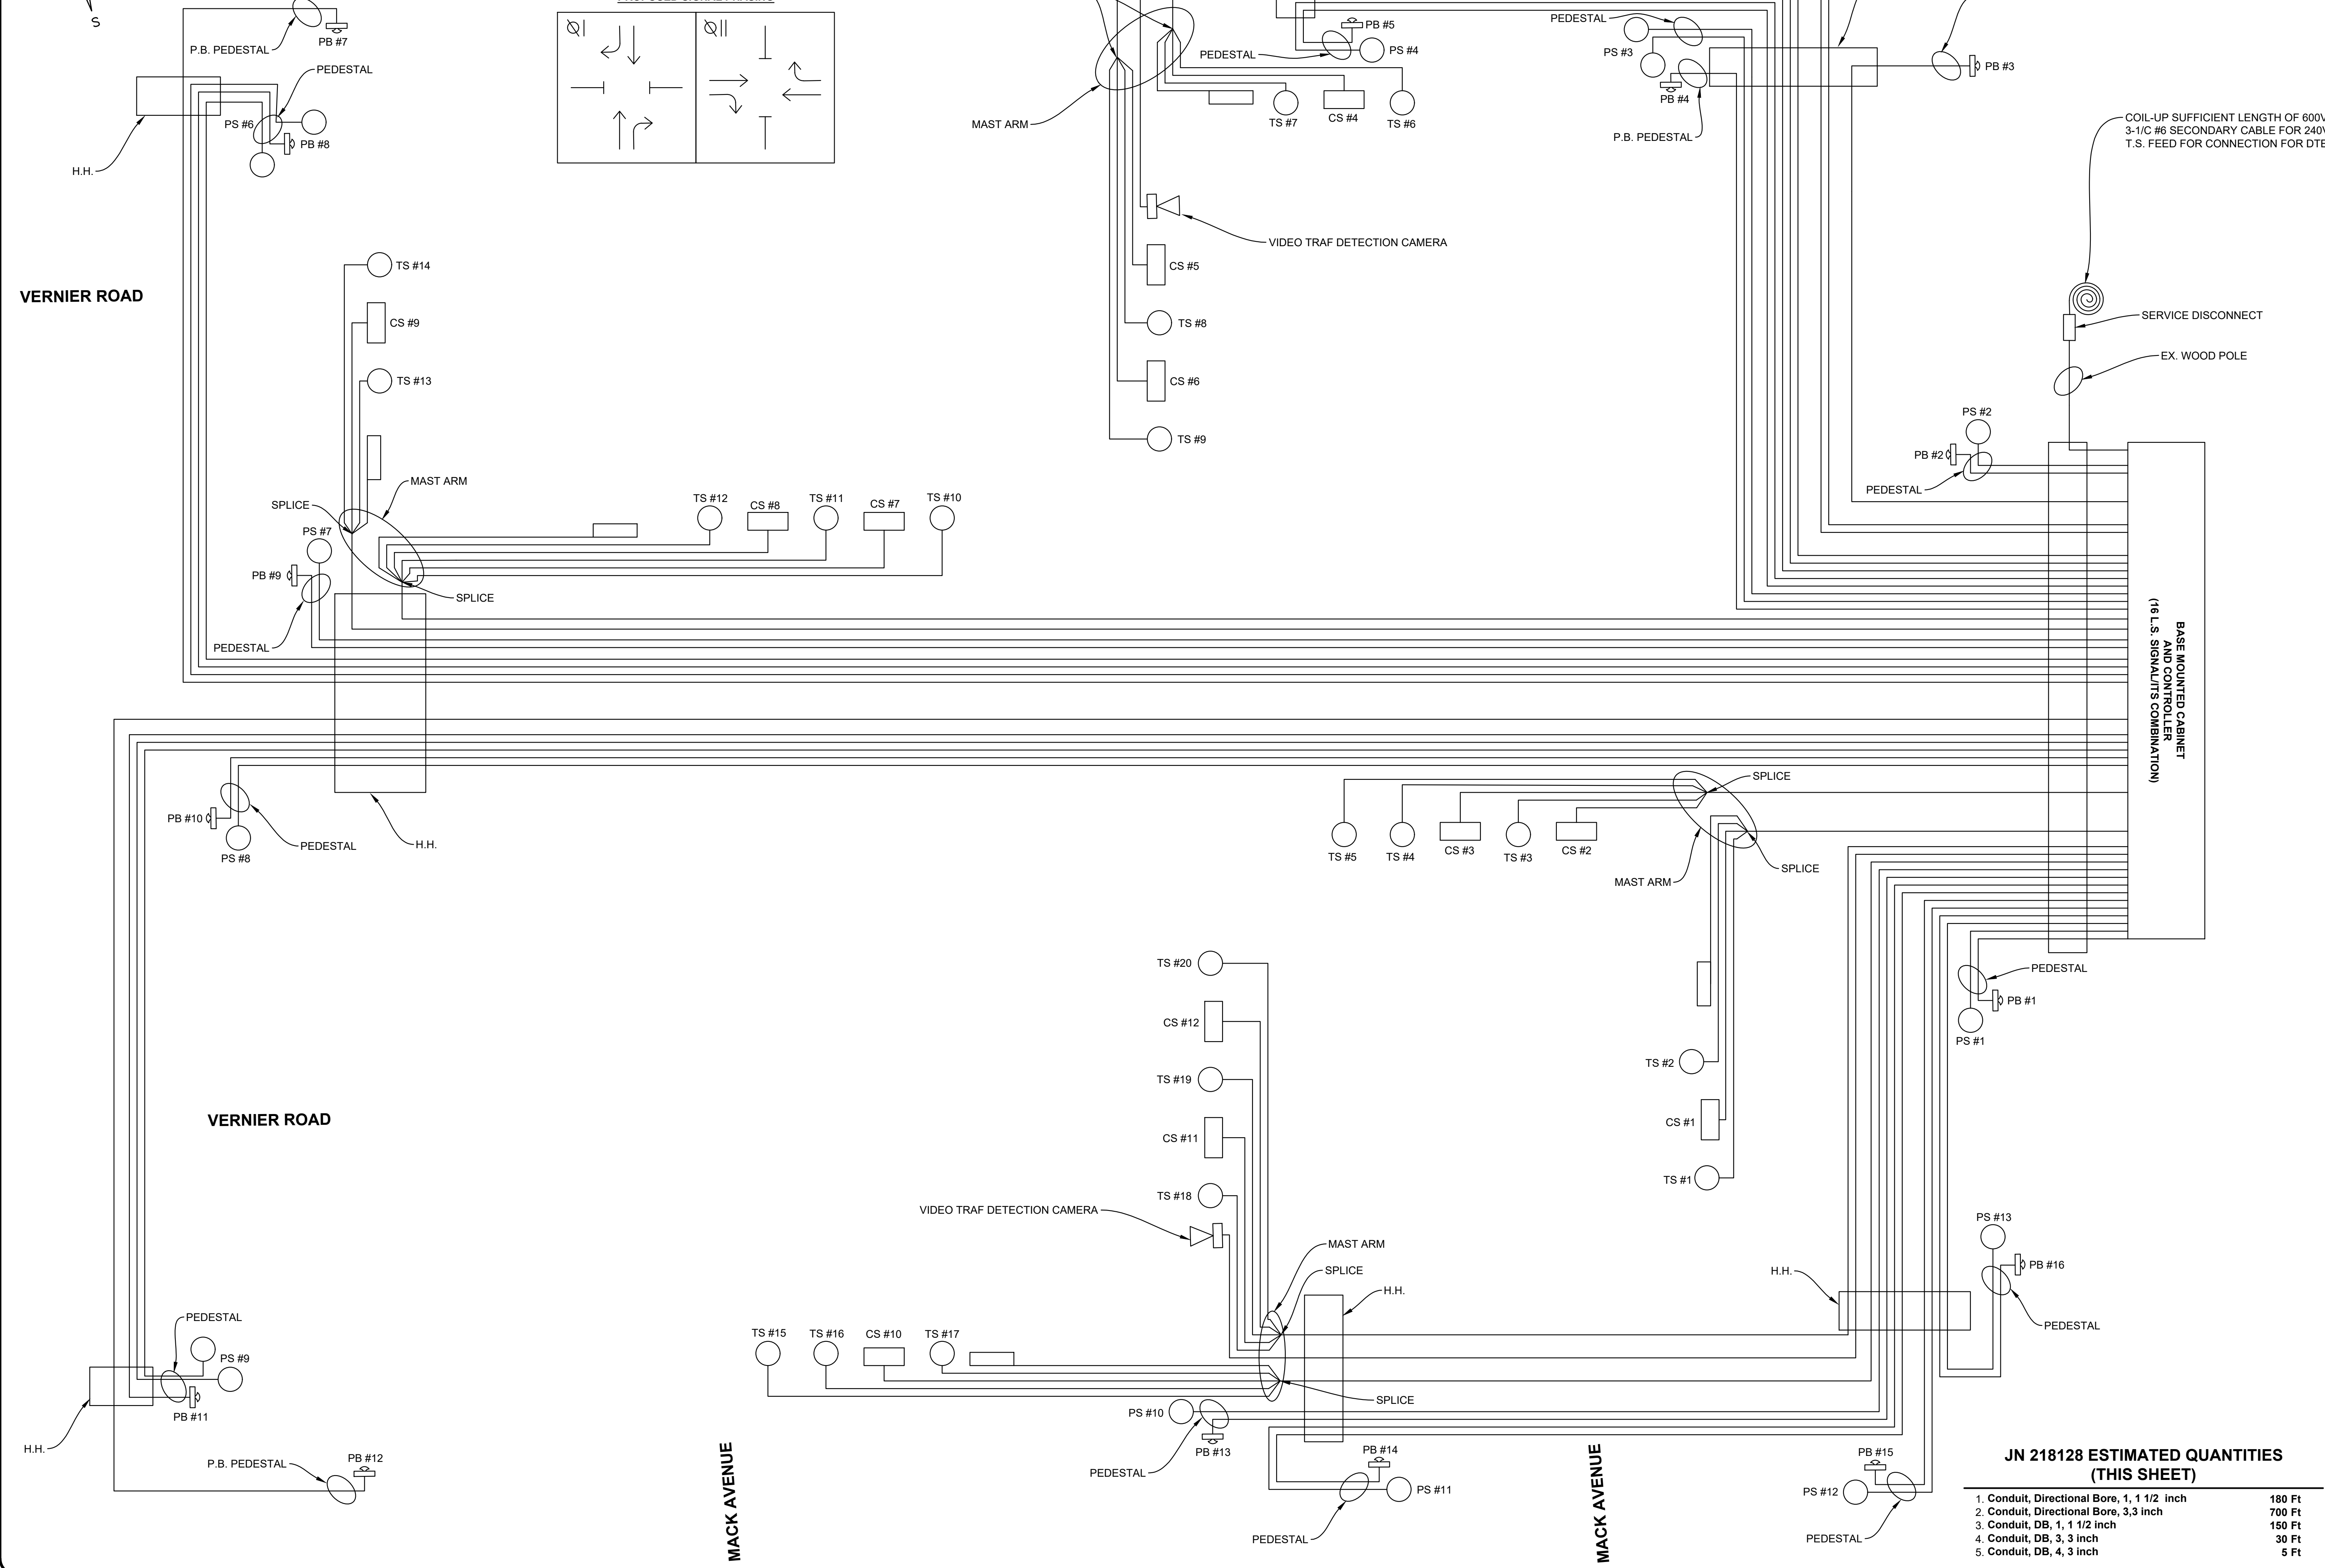 S
P.B. PEDESTAL
PB #7
PEDESTAL
PS #6
PB #8
H.H.
Ø|
Ø||
PEDESTAL
PB #5
PS #4
MAST ARM
TS #7
CS #4
TS #6
PEDESTAL
PS #3
PB #4
P.B. PEDESTAL
PB #3
COIL-UP SUFFICIENT LENGTH OF 600V
3-1/C #6 SECONDARY CABLE FOR 240V
T.S. FEED FOR CONNECTION FOR DTE
VIDEO TRAF DETECTION CAMERA
CS #5
TS #8
CS #6
TS #9
VERNIER ROAD
TS #14
CS #9
TS #13
MAST ARM
SPLICE
PS #7
PB #9
PEDESTAL
SPLICE
TS #12
CS #8
TS #11
CS #7
TS #10
SERVICE DISCONNECT
EX. WOOD POLE
PS #2
PB #2
PEDESTAL
BASE MOUNTED CABINET
AND CONTROLLER
(16 L.S. SIGNAL/ITS COMBINATION)
PB #10
PS #8
PEDESTAL
H.H.
SPLICE
TS #5
TS #4
CS #3
TS #3
CS #2
MAST ARM
SPLICE
PEDESTAL
PB #1
PS #1
TS #20
CS #12
TS #19
CS #11
TS #18
TS #2
CS #1
TS #1
VERNIER ROAD
VIDEO TRAF DETECTION CAMERA
MAST ARM
SPLICE
H.H.
H.H.
PS #13
PB #16
PEDESTAL
PEDESTAL
PS #9
PB #11
H.H.
P.B. PEDESTAL
PB #12
TS #15
TS #16
CS #10
TS #17
SPLICE
PS #10
PB #13
PEDESTAL
PB #14
PS #11
PEDESTAL
MACK AVENUE
MACK AVENUE
PB #15
PS #12
PEDESTAL
JN 218128 ESTIMATED QUANTITIES
(THIS SHEET)
1. Conduit, Directional Bore, 1, 1 1/2 inch 180 Ft
2. Conduit, Directional Bore, 3,3 inch 700 Ft
3. Conduit, DB, 1, 1 1/2 inch 150 Ft
4. Conduit, DB, 3, 3 inch 30 Ft
5. Conduit, DB, 4, 3 inch 5 Ft